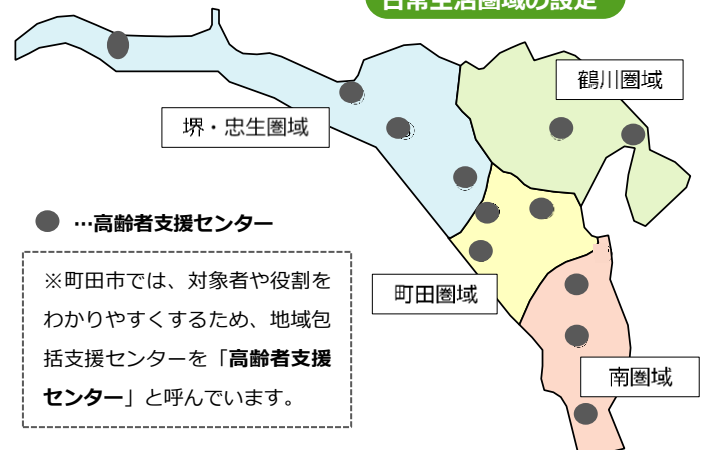 日常生活圏域の設定
鶴川圏域
堺・忠生圏域
●…高齢者支援センター
※町田市では、対象者や役割を
わかりやすくするため、地域包
括支援センターを「高齢者支援
センター」と呼んでいます。
町田圏域
南圏域